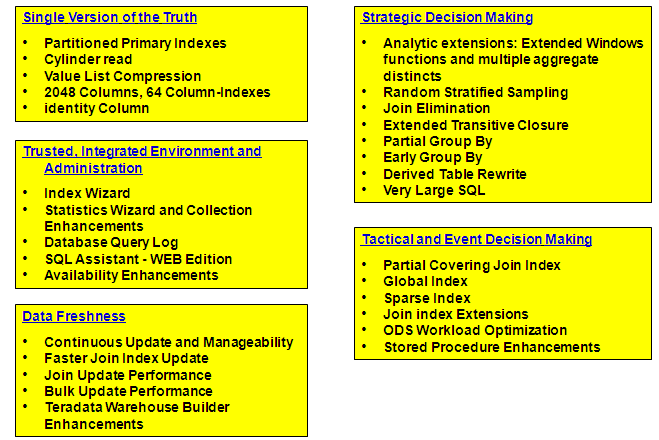 Single Version of the Truth
• Partitioned Primary Indexes
• Cylinder read
• Value List Compression
• 2048 Columns, 64 Column-Indexes
• identity Column
Trusted, Integrated Environment and
Administration
• Index Wizard
• Statistics Wizard and Collection
Enhancements
• Database Query Log
• SQL Assistant - WEB Edition
• Availability Enhancements
Data Freshness
• Continuous Update and Manageability
• Faster Join Index Update
• Join Update Performance
• Bulk Update Performance
• Teradata Warehouse Builder
Enhancements
Strategic Decision Making
• Analytic extensions: Extended Windows
functions and multiple aggregate
distincts
• Random Stratified Sampling
• Join Elimination
• Extended Transitive Closure
• Partial Group By
• Early Group By
• Derived Table Rewrite
• Very Large SQL
Tactical and Event Decision Making
• Partial Covering Join Index
• Global Index
• Sparse Index
• Join index Extensions
• ODS Workload Optimization
• Stored Procedure Enhancements